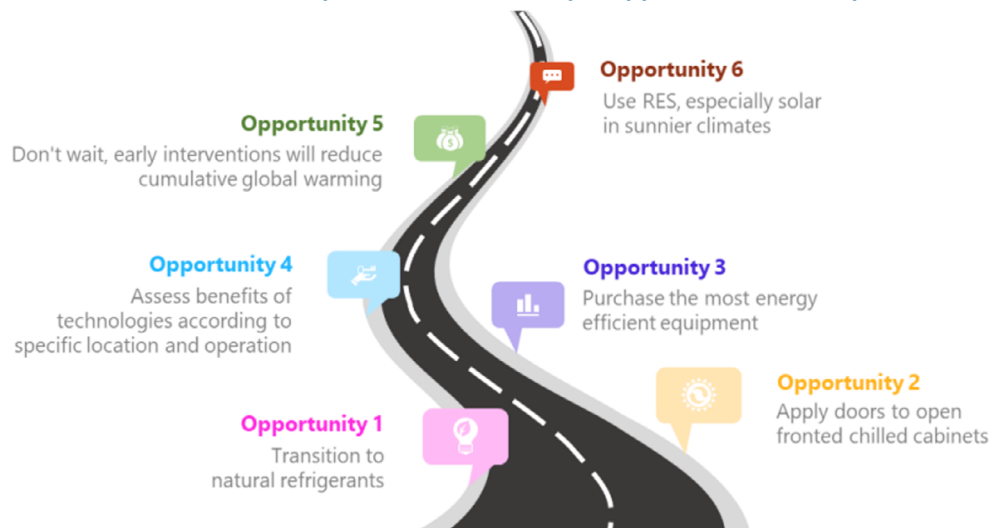 Opportunity 6
Use RES, especially solar
in sunnier climates
Opportunity 5
Don't wait, early interventions will reduce
cumulative global warming
Opportunity 4
Assess benefits of
technologies according to
specific location and operation
Opportunity 3
Purchase the most energy
efficient equipment
Opportunity 2
Apply doors to open
fronted chilled cabinets
Opportunity 1
Transition to
natural refrigerants